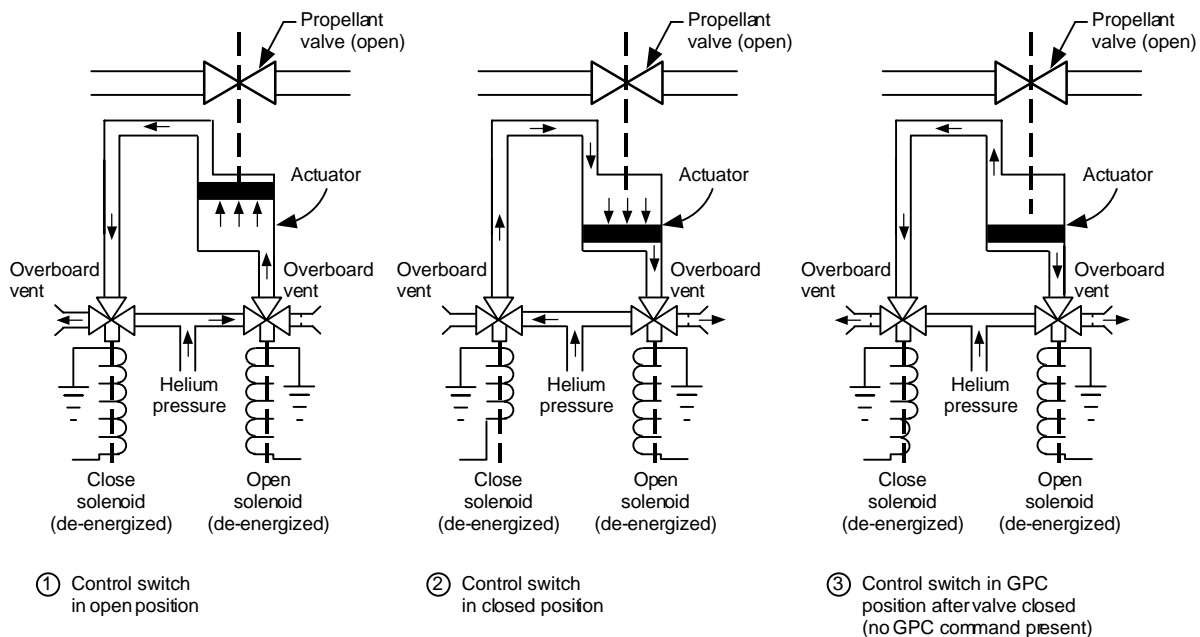 Propellant
valve (open)
Actuator
Overboard
vent
Overboard
vent
Helium
pressure
Close
solenoid
(de-energized)
Open
solenoid
(de-energized)
1 Control switch
in open position
Propellant
valve (open)
Actuator
Overboard
vent
Overboard
vent
Helium
pressure
Close
solenoid
(de-energized)
Open
solenoid
(de-energized)
2 Control switch
in closed position
Propellant
valve (open)
Actuator
Overboard
vent
Overboard
vent
Helium
pressure
Close
solenoid
(de-energized)
Open
solenoid
(de-energized)
3 Control switch in GPC
position after valve closed
(no GPC command present)